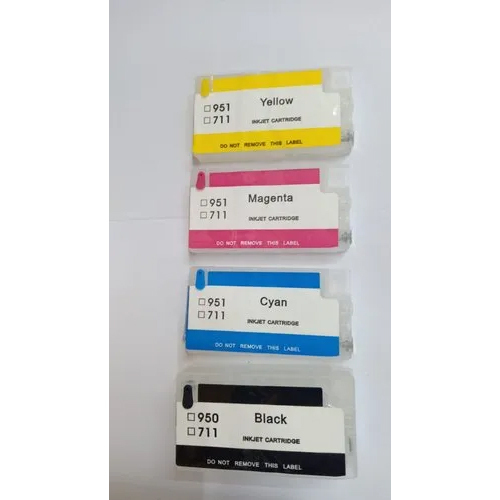 ☐ 951 Yellow
☐ 711 INKJET CARTRIDGE
DO NOT REMOVE THIS LABEL
☐ 951 Magenta
☐ 711 INKJET CARTRIDGE
DO NOT REMOVE THIS LABEL
☐ 951 Cyan
☐ 711 INKJET CARTRIDGE
DO NOT REMOVE THIS LABEL
☐ 950 Black
☐ 711 INKJET CARTRIDGE
DO NOT REMOVE THIS LABEL